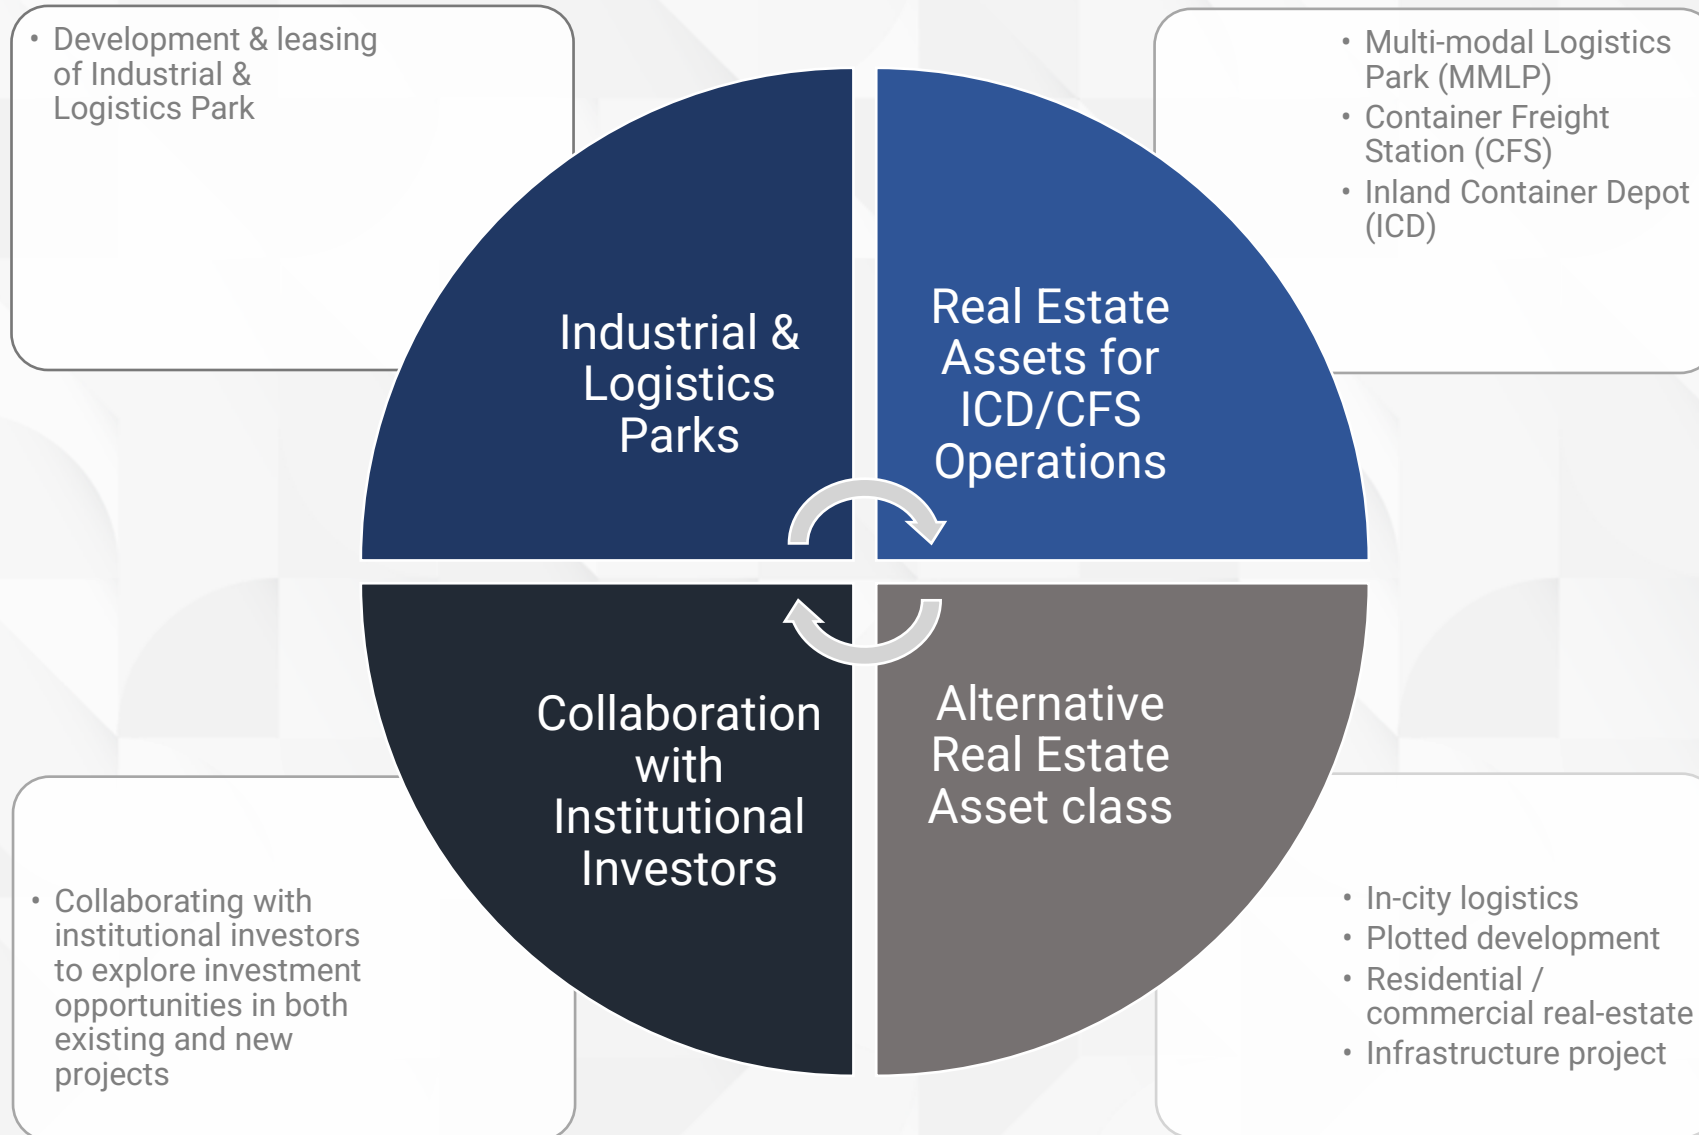 • Development & leasing
of Industrial &
Logistics Park
• Multi-modal Logistics
Park (MMLP)
• Container Freight
Station (CFS)
• Inland Container Depot
(ICD)
Industrial &
Logistics
Parks
Real Estate
Assets for
ICD/CFS
Operations
Collaboration
with
Institutional
Investors
Alternative
Real Estate
Asset class
• Collaborating with
institutional investors
to explore investment
opportunities in both
existing and new
projects
• In-city logistics
• Plotted development
• Residential /
commercial real-estate
• Infrastructure project